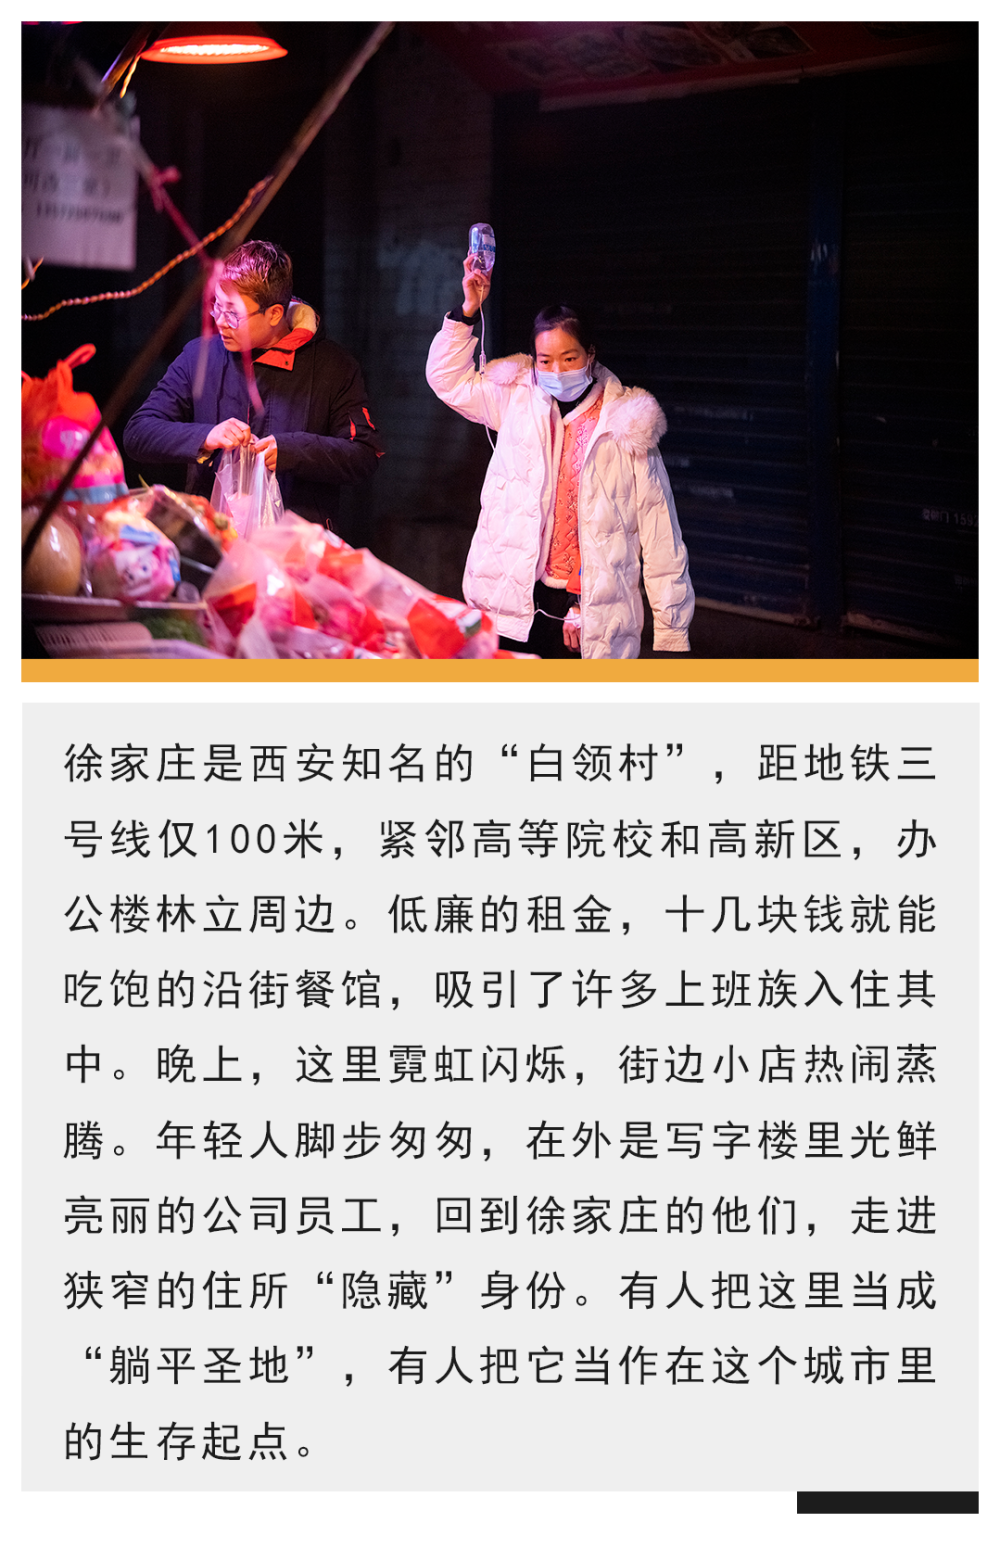 徐家庄是西安知名的“白领村”，距地铁三
号线仅100米，紧邻高等院校和高新区，办
公楼林立周边。低廉的租金，十几块钱就能
吃饱的沿街餐馆，吸引了许多上班族入住其
中。晚上，这里霓虹闪烁，街边小店热闹蒸
腾。年轻人脚步匆匆，在外是写字楼里光鲜
亮丽的公司员工，回到徐家庄的他们，走进
狭窄的住所“隐藏”身份。有人把这里当成
“躺平圣地”，有人把它当作在这个城市里
的生存起点。